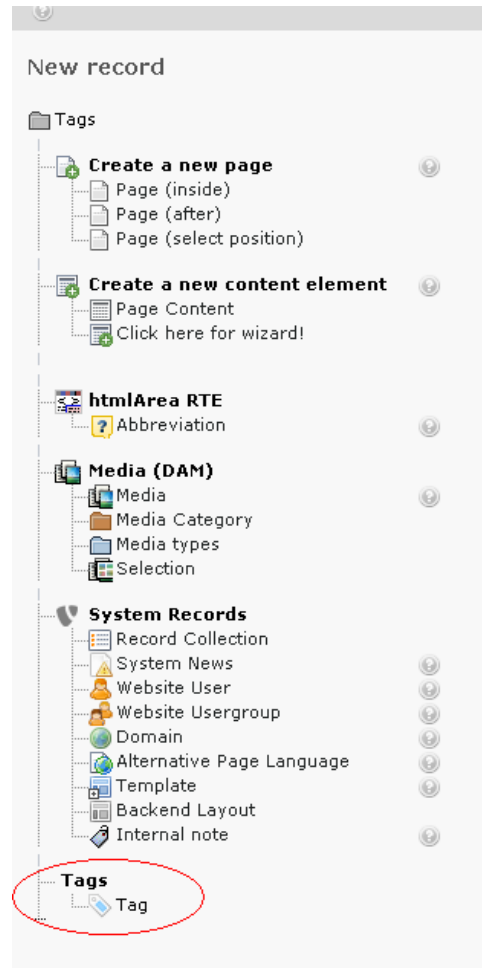 New record
Tags
Create a new page
Page (inside)
Page (after)
Page (select position)
Create a new content element
Page Content
Click here for wizard!
htmlArea RTE
Abbreviation
Media (DAM)
Media
Media Category
Media types
Selection
System Records
Record Collection
System News
Website User
Website Usergroup
Domain
Alternative Page Language
Template
Backend Layout
Internal note
Tags
Tag